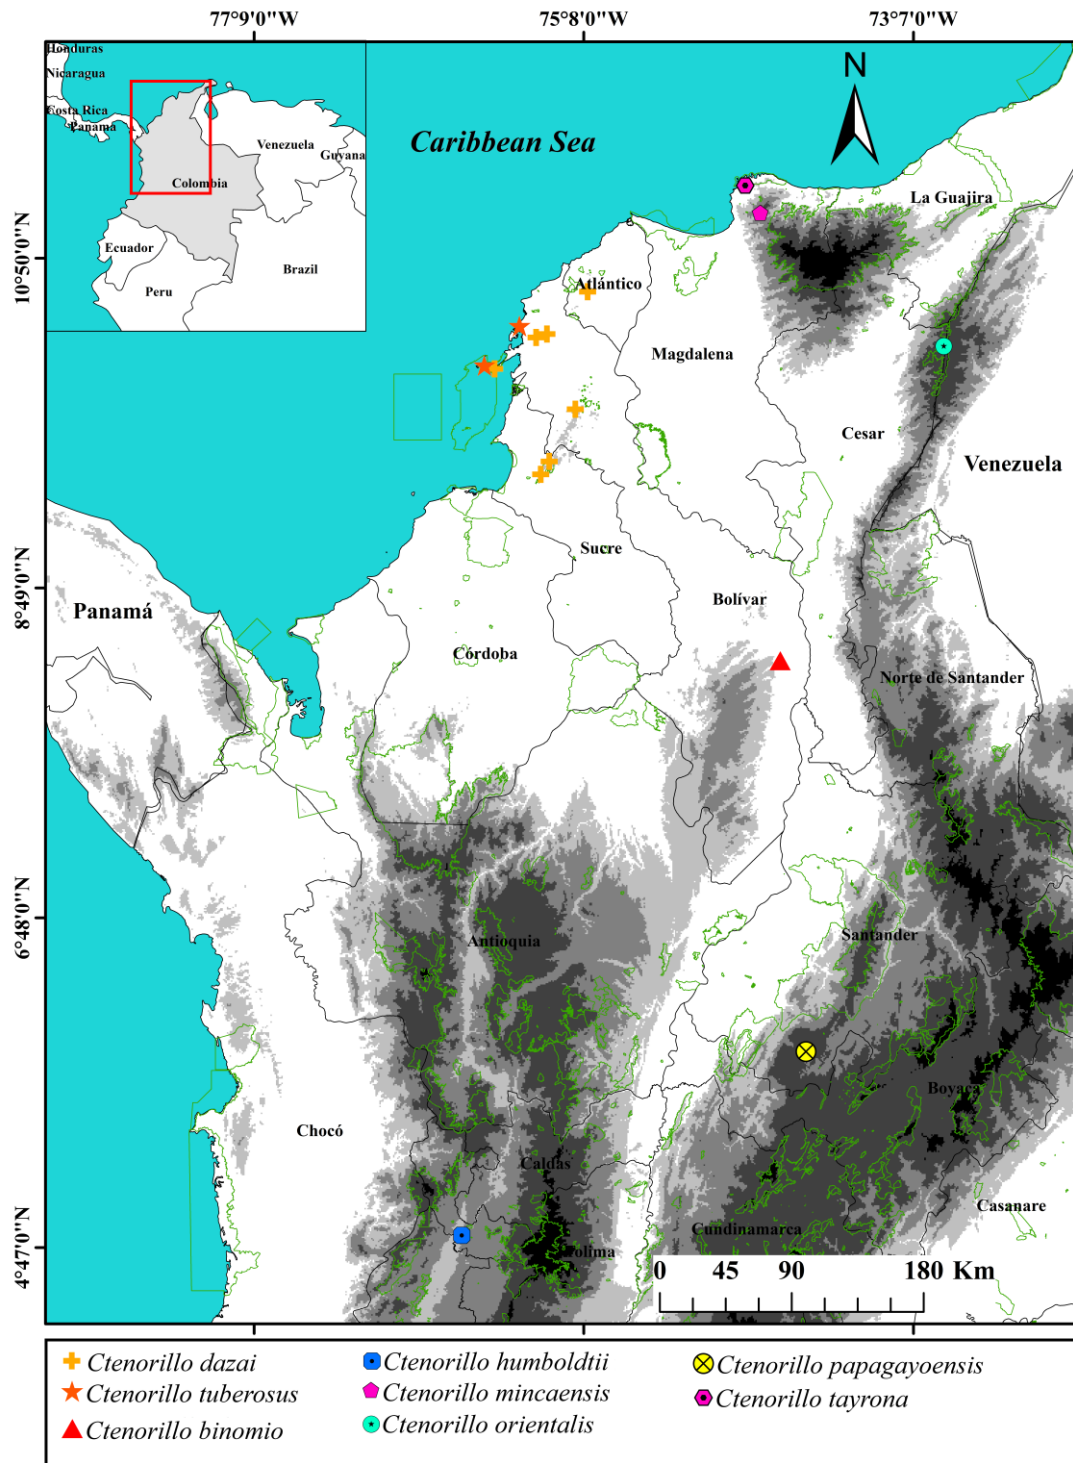 77°9'0"W
75°8'0"W
73°7'0"W
Honduras
Nicaragua
Costa Rica
Panamá
Venezuela
Guyana
Colombia
Ecuador
Peru
Brazil
Caribbean Sea
N
La Guajira
10°50'0"N
Atlántico
Magdalena
Cesar
Venezuela
Sucre
8°49'0"N
Panamá
Bolívar
Córdoba
Norte de Santander
6°48'0"N
Antioquia
Santander
Boyacá
Chocó
Caldas
Casanare
Cundinamarca
4°47'0"N
Tolima
0 45 90 180 Km
Ctenorillo dazai
Ctenorillo tuberosus
Ctenorillo binomio
Ctenorillo humboldtii
Ctenorillo mincaensis
Ctenorillo orientalis
Ctenorillo papagayoensis
Ctenorillo tayrona